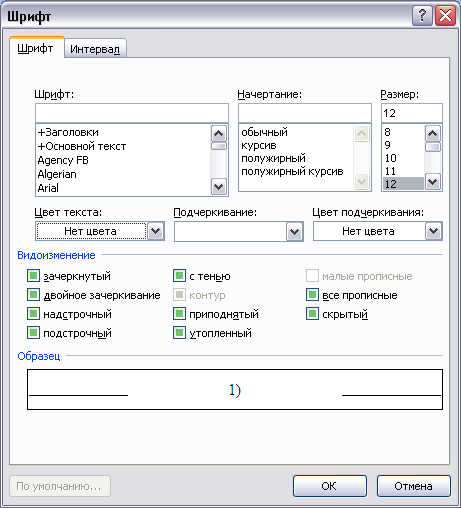 Шрифт
Шрифт Интервал
Шрифт: Начертание: Размер:
12
+Заголовки обычный 8
+Основной текст курсив 9
Agency FB полужирный 10
Algerian полужирный курсив 11
Arial 12
Цвет текста: Подчеркивание: Цвет подчеркивания:
Нет цвета Нет цвета
Видоизменение
зачеркнутый с тенью малые прописные
двойное зачеркивание контур все прописные
надстрочный приподнятый скрытый
подстрочный утопленный
Образец
1)
По умолчанию... ОК Отмена